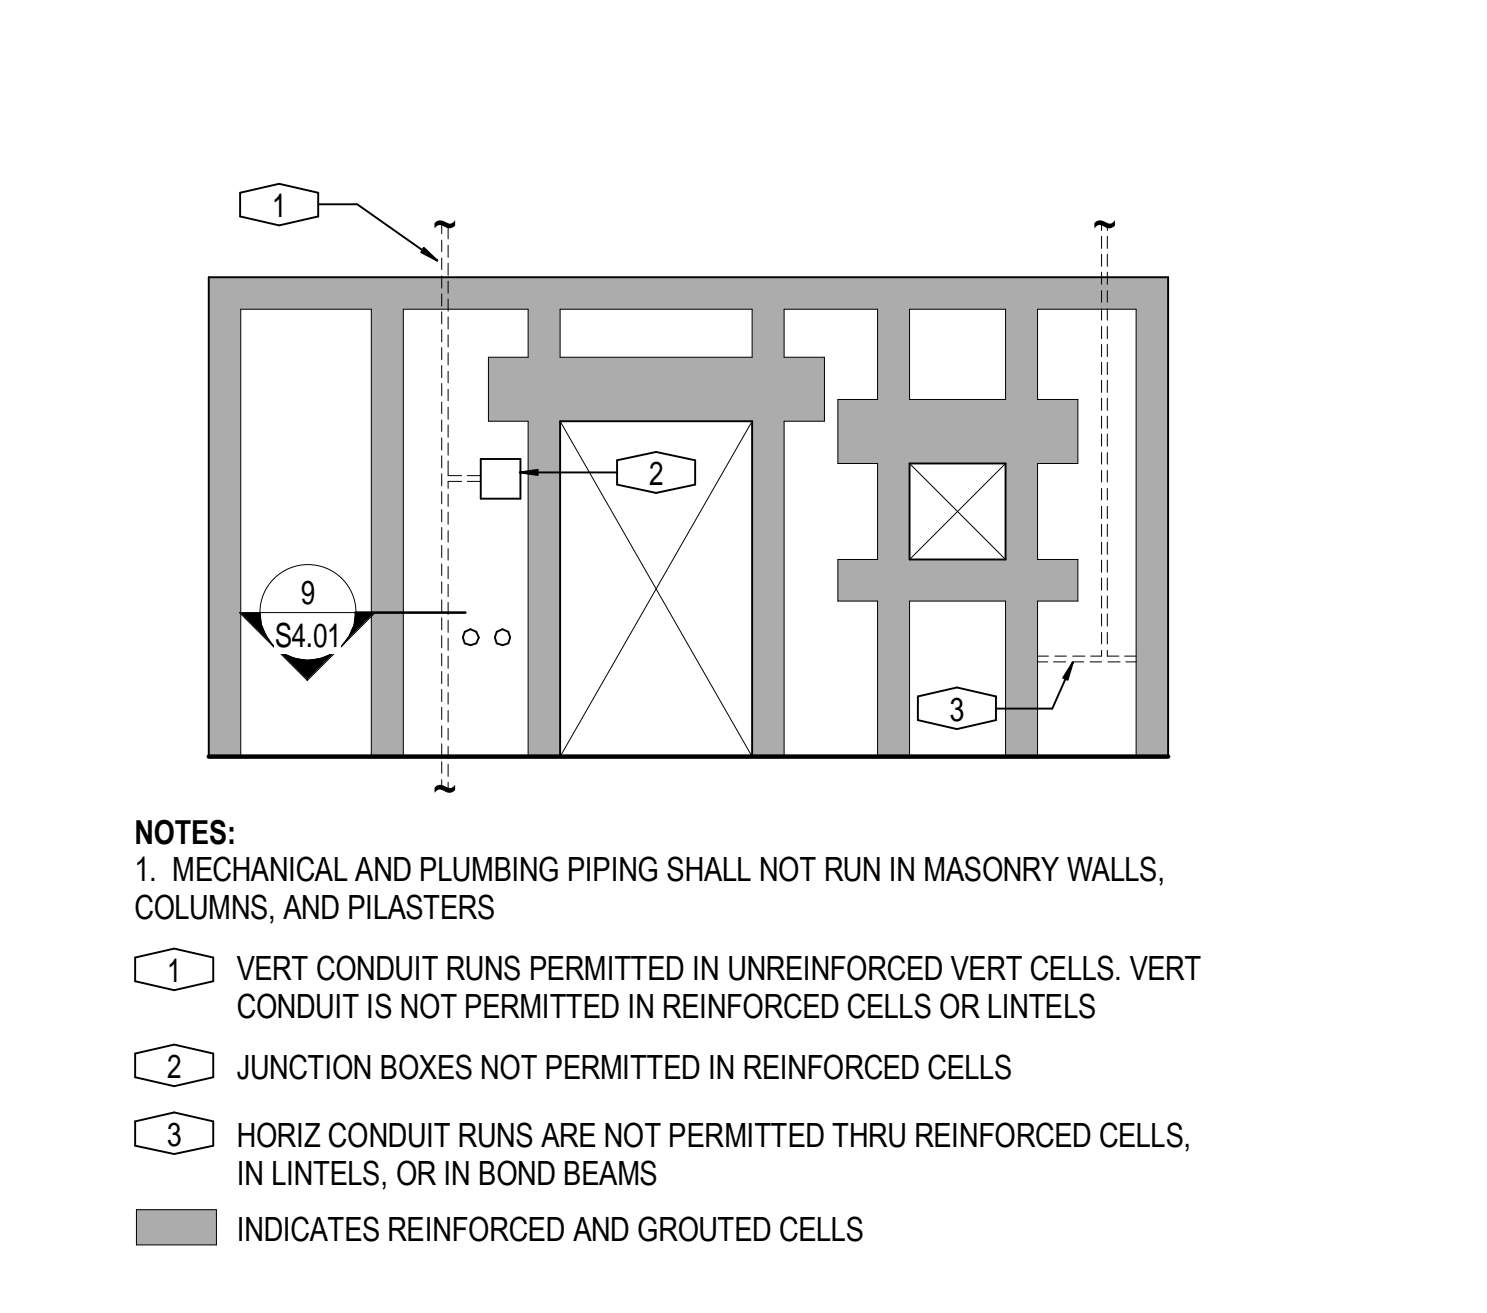 1
2
9
S4.01
3
NOTES:
1. MECHANICAL AND PLUMBING PIPING SHALL NOT RUN IN MASONRY WALLS,
COLUMNS, AND PILASTERS
1 VERT CONDUIT RUNS PERMITTED IN UNREINFORCED VERT CELLS. VERT
CONDUIT IS NOT PERMITTED IN REINFORCED CELLS OR LINTELS
2 JUNCTION BOXES NOT PERMITTED IN REINFORCED CELLS
3 HORIZ CONDUIT RUNS ARE NOT PERMITTED THRU REINFORCED CELLS,
IN LINTELS, OR IN BOND BEAMS
INDICATES REINFORCED AND GROUTED CELLS